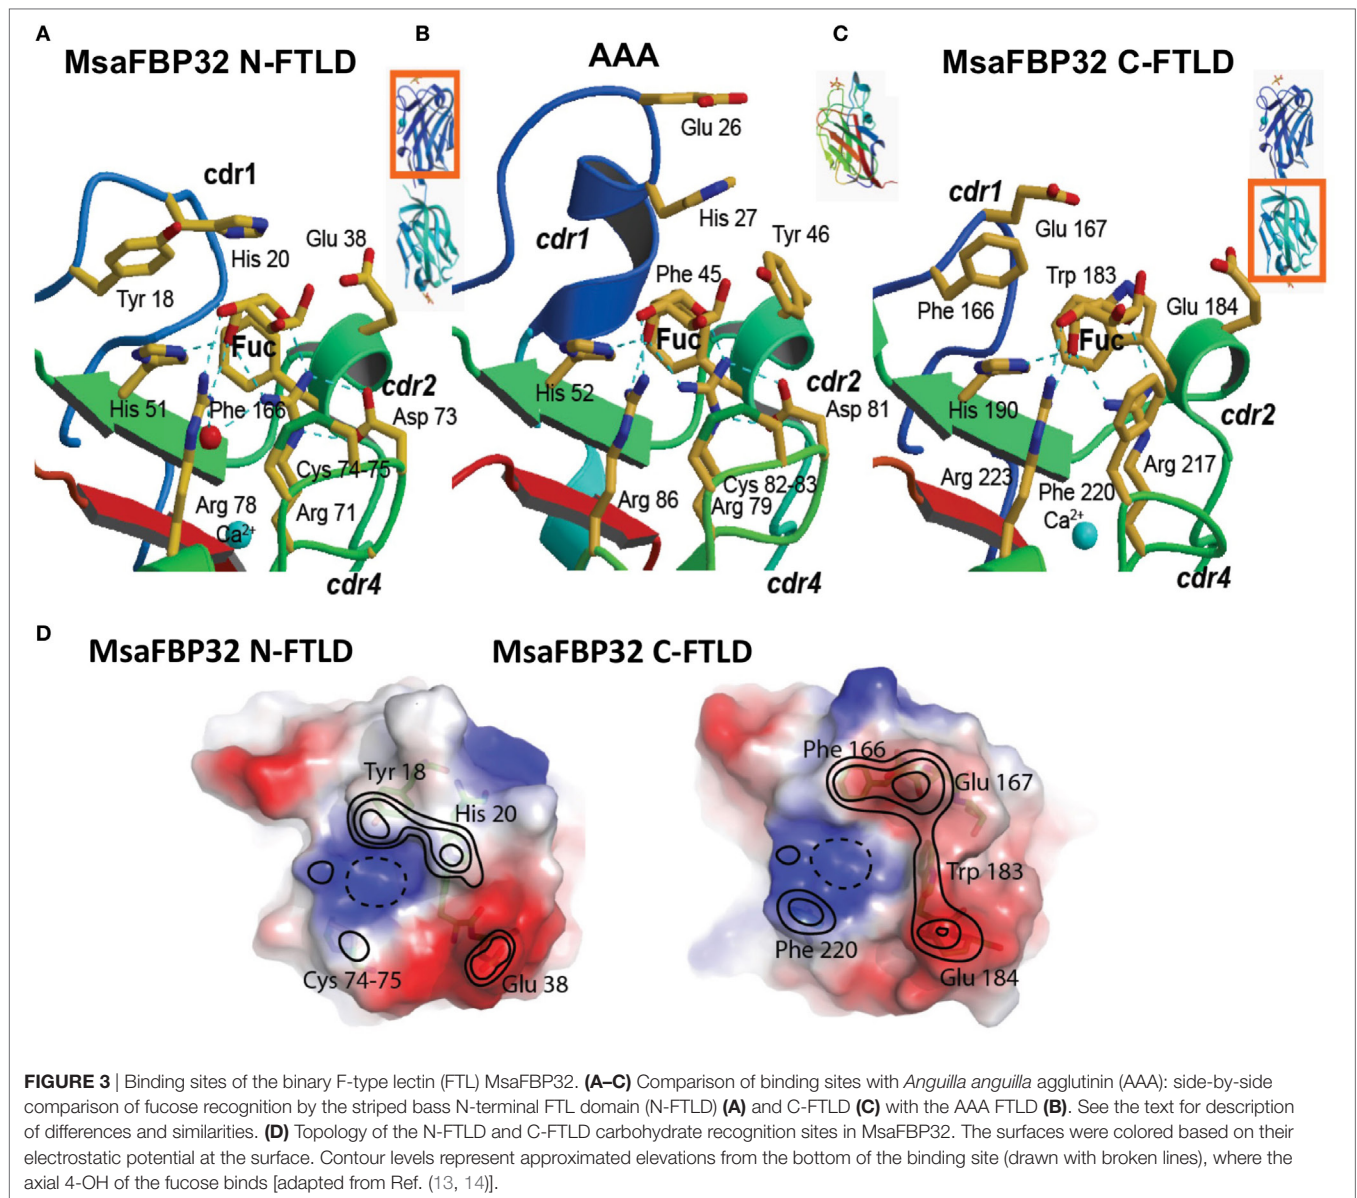 A
MsaFBP32 N-FTLD
cdr1
Glu 38
His 20
Tyr 18
Fuc
His 51
Phe 166
cdr2
Asp 73
Cys 74-75
Arg 78
Arg 71
Ca2+
cdr4
B
AAA
Glu 26
His 27
cdr1
Tyr 46
Phe 45
Fuc
His 52
cdr2
Asp 81
Cys 82-83
Arg 86
Arg 79
cdr4
C
MsaFBP32 C-FTLD
cdr1
Glu 167
Trp 183
Phe 166
Glu 184
Fuc
His 190
cdr2
Arg 217
Arg 223
Phe 220
Ca2+
cdr4
D
MsaFBP32 N-FTLD
Tyr 18
His 20
Cys 74-75
Glu 38
MsaFBP32 C-FTLD
Phe 166
Glu 167
Trp 183
Phe 220
Glu 184
FIGURE 3 | Binding sites of the binary F-type lectin (FTL) MsaFBP32. (A–C) Comparison of binding sites with Anguilla anguilla agglutinin (AAA): side-by-side
comparison of fucose recognition by the striped bass N-terminal FTL domain (N-FTLD) (A) and C-FTLD (C) with the AAA FTLD (B). See the text for description
of differences and similarities. (D) Topology of the N-FTLD and C-FTLD carbohydrate recognition sites in MsaFBP32. The surfaces were colored based on their
electrostatic potential at the surface. Contour levels represent approximated elevations from the bottom of the binding site (drawn with broken lines), where the
axial 4-OH of the fucose binds [adapted from Ref. (13, 14)].